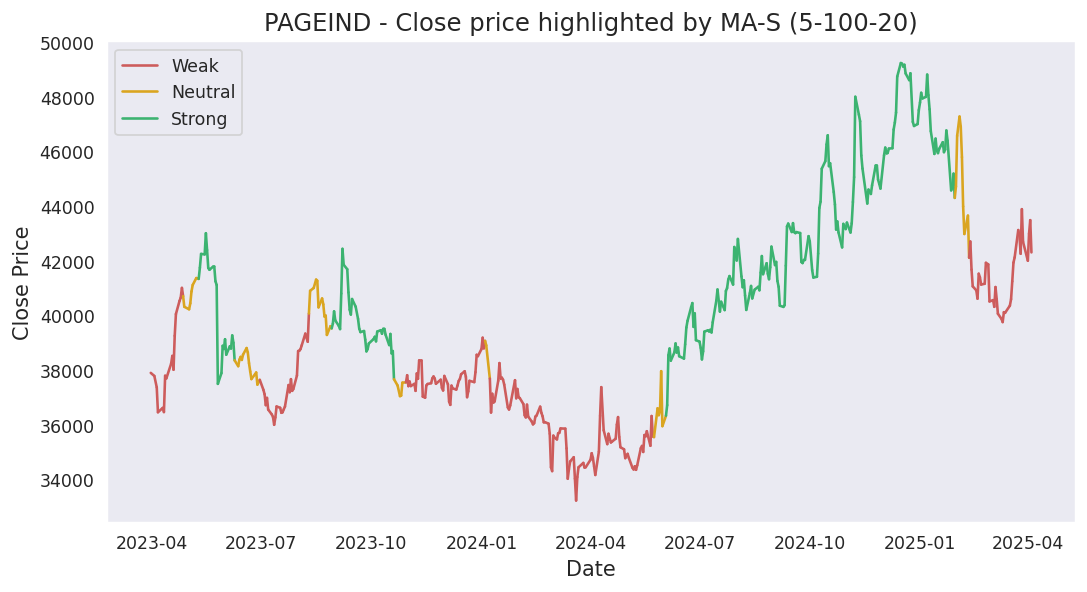 PAGEIND - Close price highlighted by MA-S (5-100-20)
Weak
Neutral
Strong
Close Price
50000
48000
46000
44000
42000
40000
38000
36000
34000
2023-04 2023-07 2023-10 2024-01 2024-04 2024-07 2024-10 2025-01 2025-04
Date